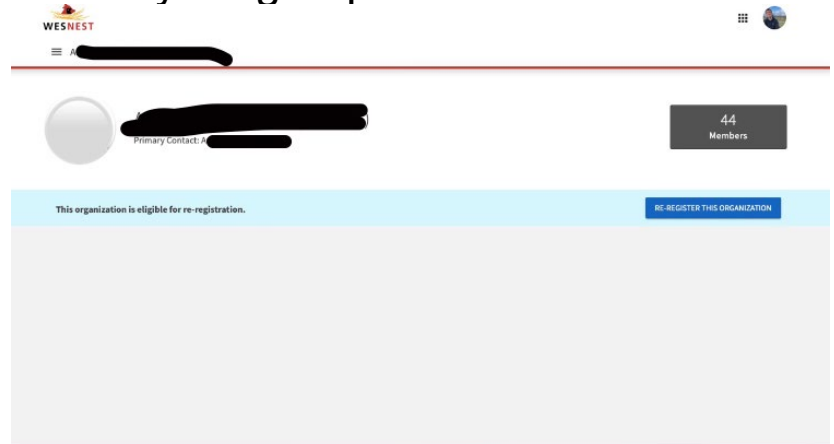 WESNEST
A
44
Members
Primary Contact: A
This organization is eligible for re-registration.
RE-REGISTER THIS ORGANIZATION